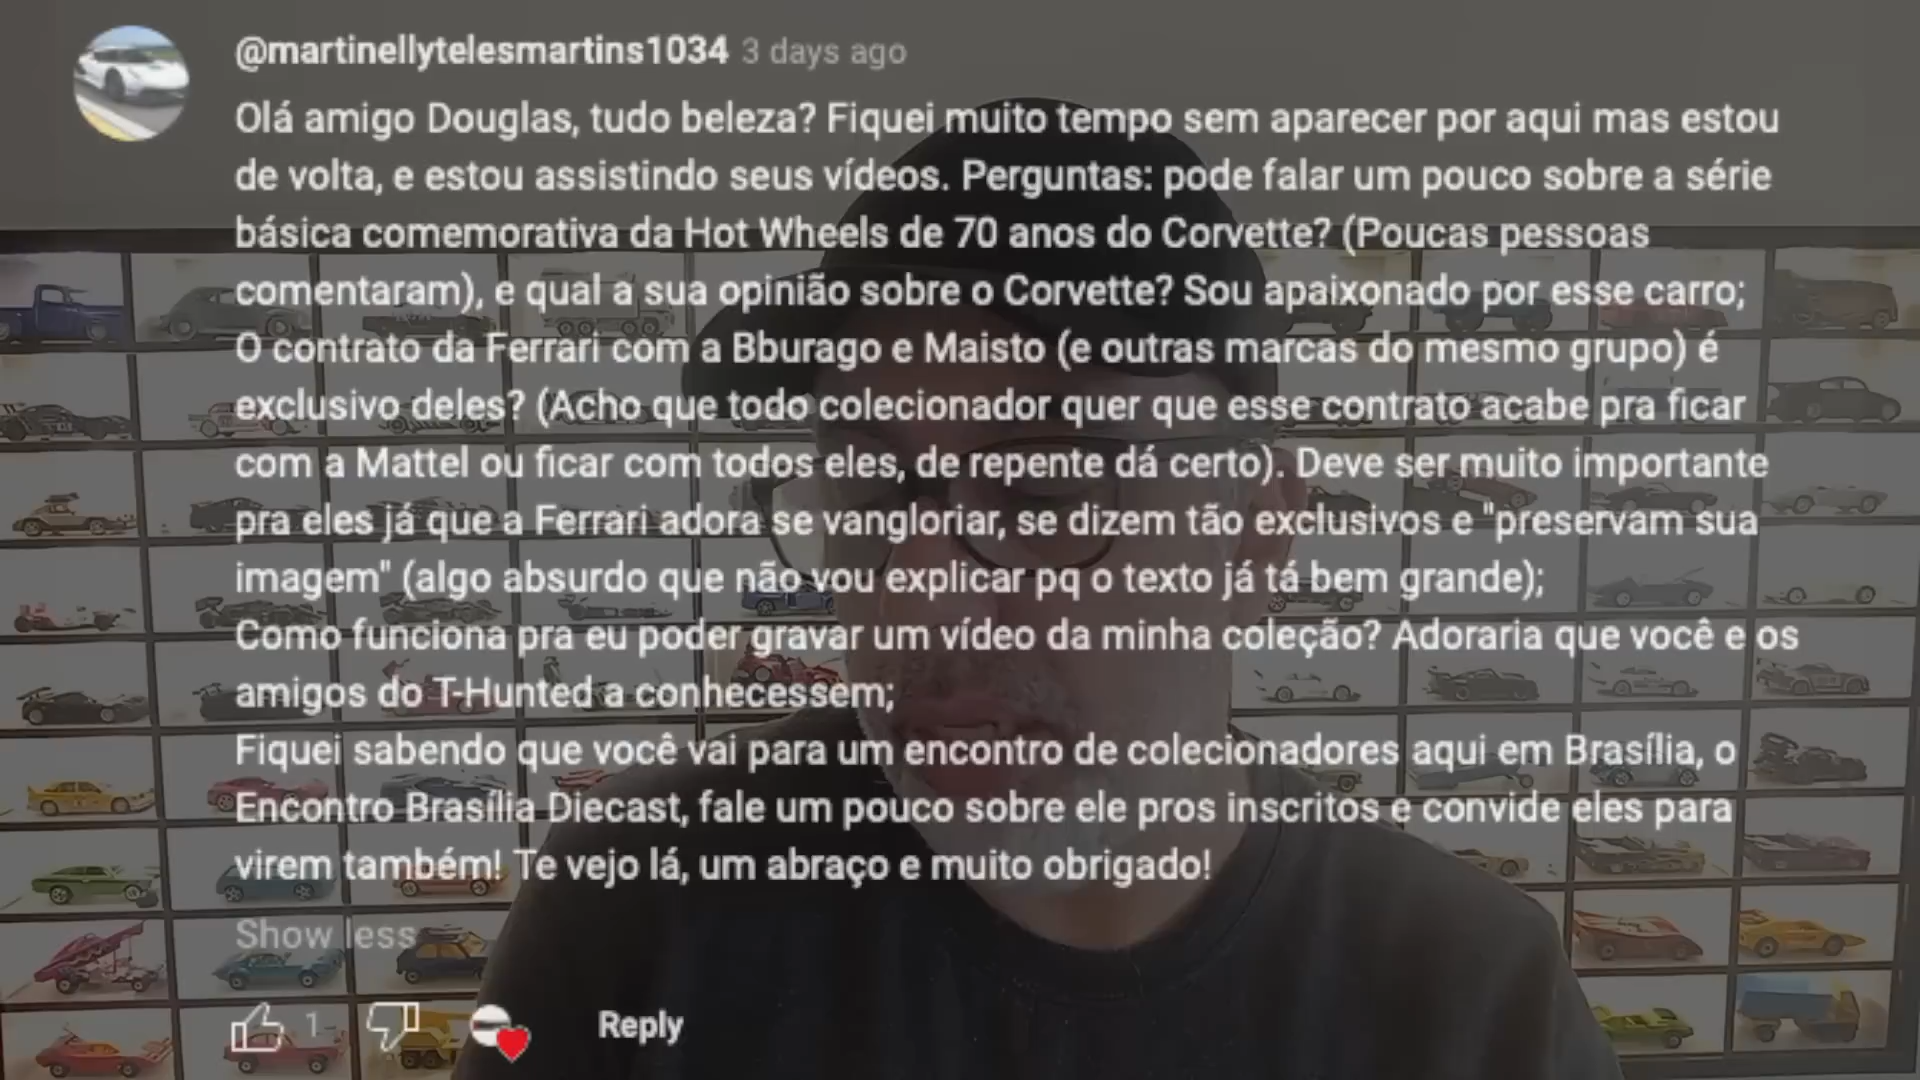 @martinellytelesmartins1034 3 days ago
Olá amigo Douglas, tudo beleza? Fiquei muito tempo sem aparecer por aqui mas estou
de volta, e estou assistindo seus vídeos. Perguntas: pode falar um pouco sobre a série
básica comemorativa da Hot Wheels de 70 anos do Corvette? (Poucas pessoas
comentaram), e qual a sua opinião sobre o Corvette? Sou apaixonado por esse carro;
O contrato da Ferrari com a Bburago e Maisto (e outras marcas do mesmo grupo) é
exclusivo deles? (Acho que todo colecionador quer que esse contrato acabe pra ficar
com a Mattel ou ficar com todos eles, de repente dá certo). Deve ser muito importante
pra eles já que a Ferrari adora se vangloriar, se dizem tão exclusivos e "preservam sua
imagem" (algo absurdo que não vou explicar pq o texto já tá bem grande);
Como funciona pra eu poder gravar um vídeo da minha coleção? Adoraria que você e os
amigos do T-Hunted a conhecessem;
Fiquei sabendo que você vai para um encontro de colecionadores aqui em Brasília, o
Encontro Brasília Diecast, fale um pouco sobre ele pros inscritos e convide eles para
virem também! Te vejo lá, um abraço e muito obrigado!
Show less
1 Reply